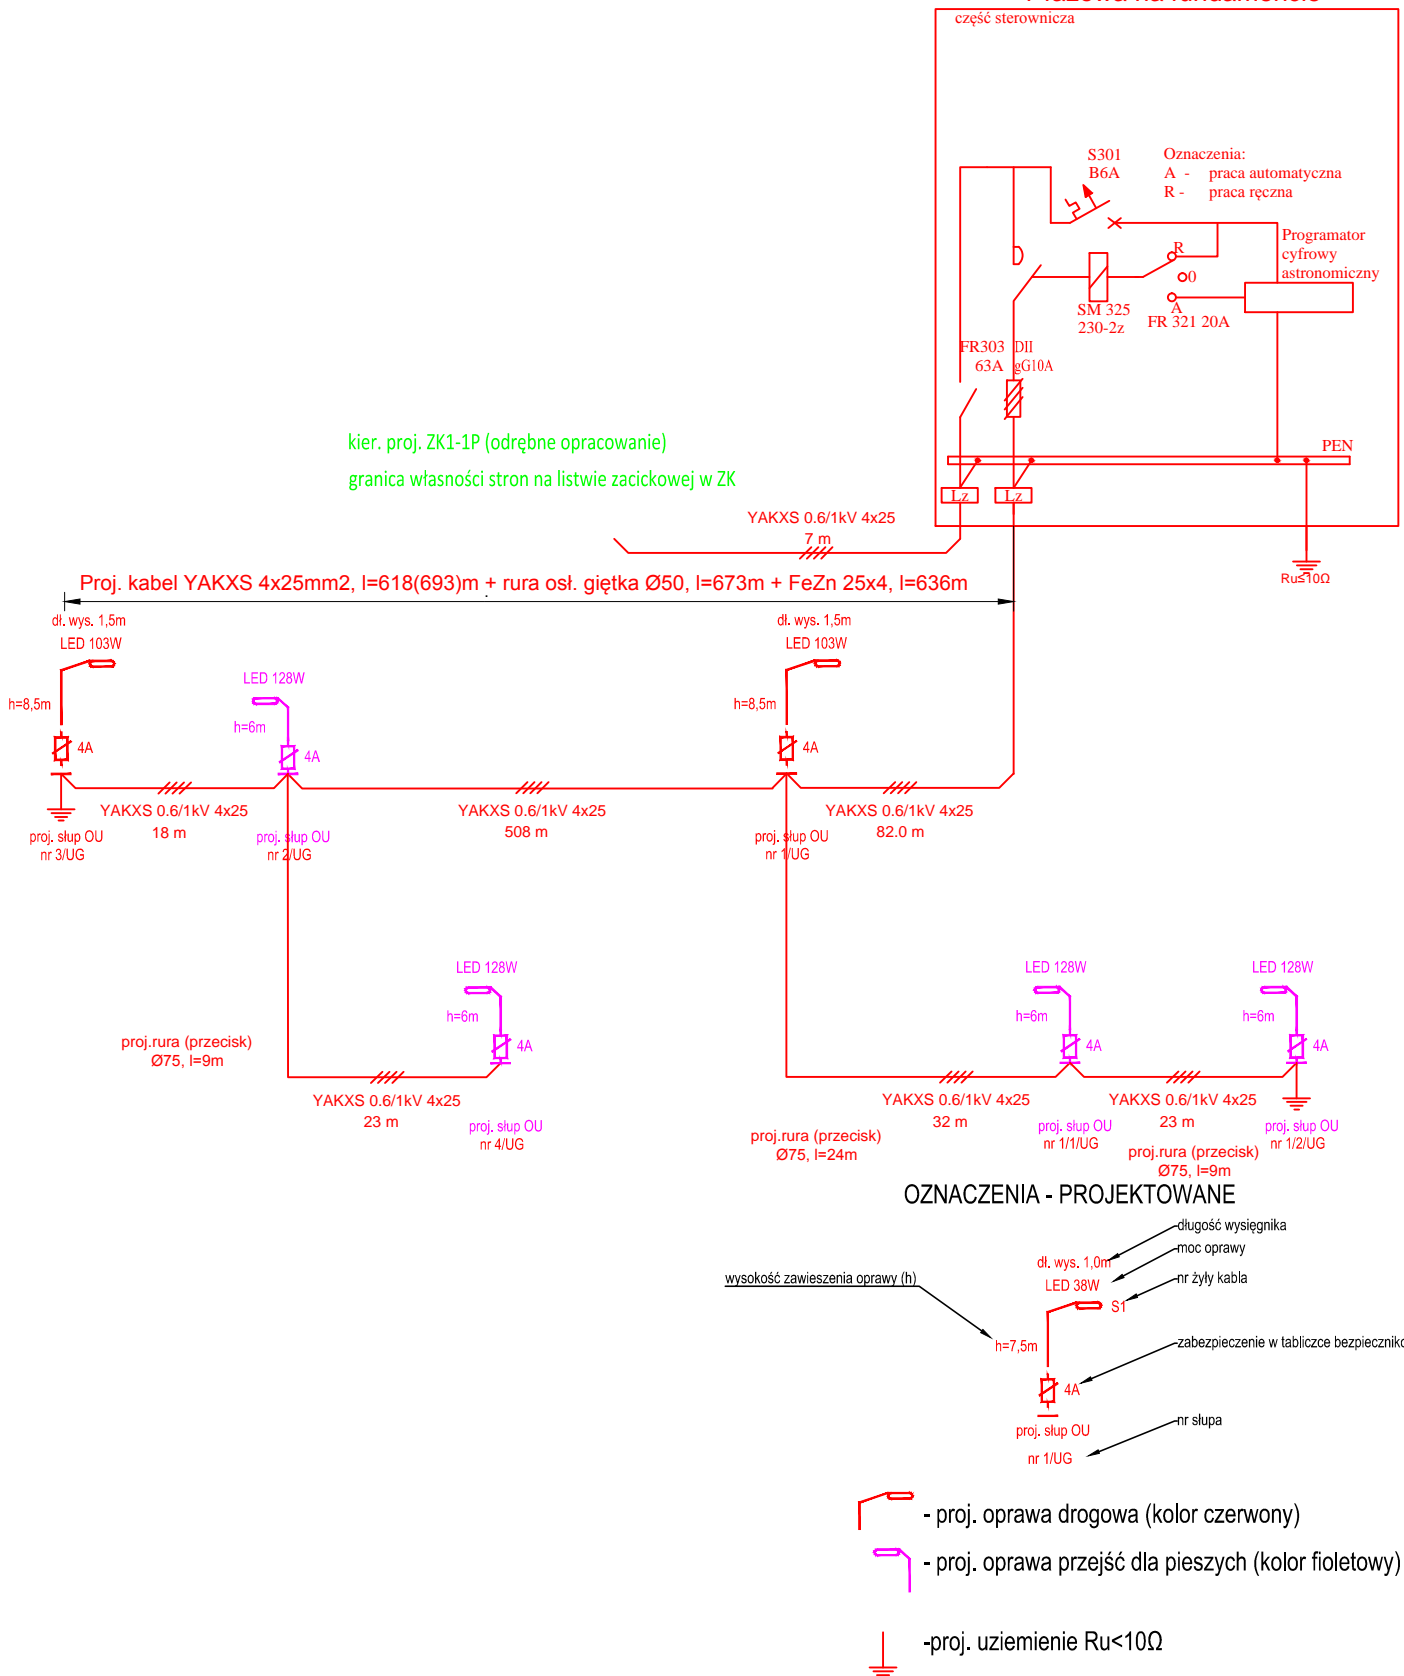 część sterownicza
S301
B6A
Oznaczenia:
A - praca automatyczna
R - praca ręczna
R
0
A
Programator
cyfrowy
astronomiczny
SM 325
230-2z
FR 321 20A
FR303
63A
DII
gG10A
PEN
Lz
Lz
Ru≤10Ω
kier. proj. ZK1-1P (odrębne opracowanie)
granica własności stron na listwie zacickowej w ZK
YAKXS 0.6/1kV 4x25
7 m
Proj. kabel YAKXS 4x25mm2, l=618(693)m + rura osł. giętka Ø50, l=673m + FeZn 25x4, l=636m
dł. wys. 1,5m
LED 103W
h=8,5m
4A
LED 128W
h=6m
4A
dł. wys. 1,5m
LED 103W
h=8,5m
4A
YAKXS 0.6/1kV 4x25
18 m
YAKXS 0.6/1kV 4x25
508 m
YAKXS 0.6/1kV 4x25
82.0 m
proj. słup OU
nr 3/UG
proj. słup OU
nr 2/UG
proj. słup OU
nr 1/UG
LED 128W
h=6m
4A
LED 128W
h=6m
4A
LED 128W
h=6m
4A
proj.rura (przecisk)
Ø75, l=9m
YAKXS 0.6/1kV 4x25
23 m
proj. słup OU
nr 4/UG
YAKXS 0.6/1kV 4x25
32 m
YAKXS 0.6/1kV 4x25
23 m
proj.rura (przecisk)
Ø75, l=24m
proj. słup OU
nr 1/1/UG
proj. słup OU
nr 1/2/UG
proj.rura (przecisk)
Ø75, l=9m
OZNACZENIA - PROJEKTOWANE
długość wysięgnika
dł. wys. 1,0m
moc oprawy
LED 38W
nr żyły kabla
S1
wysokość zawieszenia oprawy (h)
h=7,5m
zabezpieczenie w tabliczce
4A
proj. słup OU
nr słupa
nr 1/UG
- proj. oprawa drogowa (kolor czerwony)
- proj. oprawa przejść dla pieszych (kolor fioletowy)
-proj. uziemienie Ru<10Ω